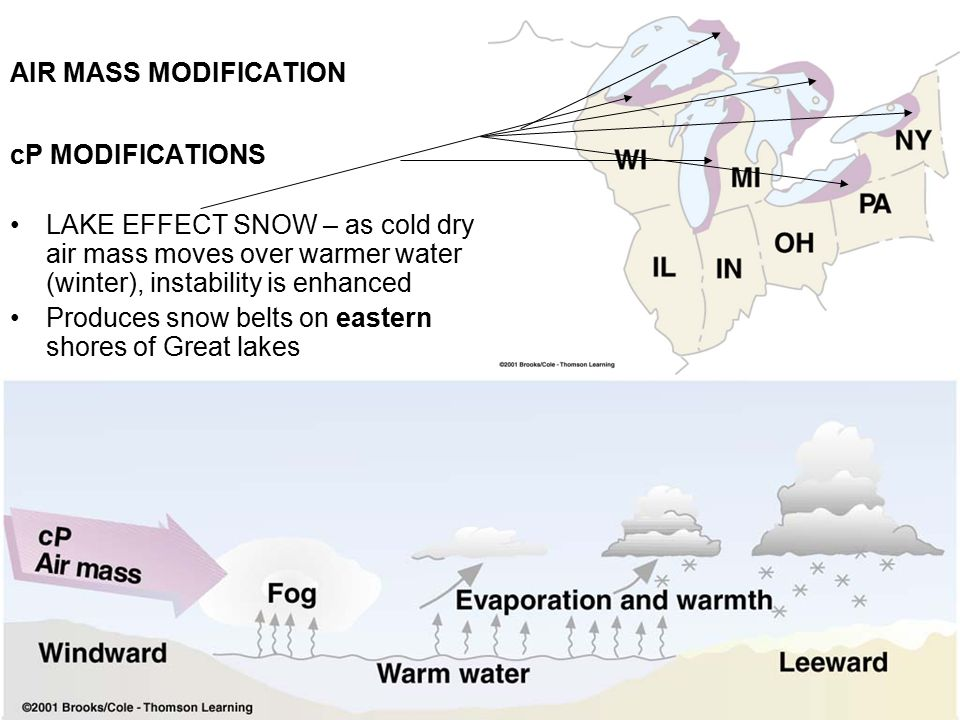 AIR MASS MODIFICATION
cP MODIFICATIONS
• LAKE EFFECT SNOW – as cold dry
air mass moves over warmer water
(winter), instability is enhanced
• Produces snow belts on eastern
shores of Great lakes
WI
MI
NY
PA
OH
IL
IN
©2001 Brooks/Cole - Thomson Learning
cP
Air mass
Fog
Evaporation and warmth
Windward
Warm water
Leeward
©2001 Brooks/Cole - Thomson Learning